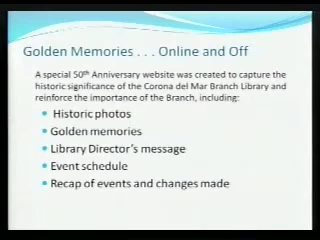 Golden Memories . . . Online and Off
A special 50th Anniversary website was created to capture the
historic significance of the Corona del Mar Branch Library and
reinforce the importance of the Branch, including:
• Historic photos
• Golden memories
• Library Director's message
• Event schedule
• Recap of events and changes made